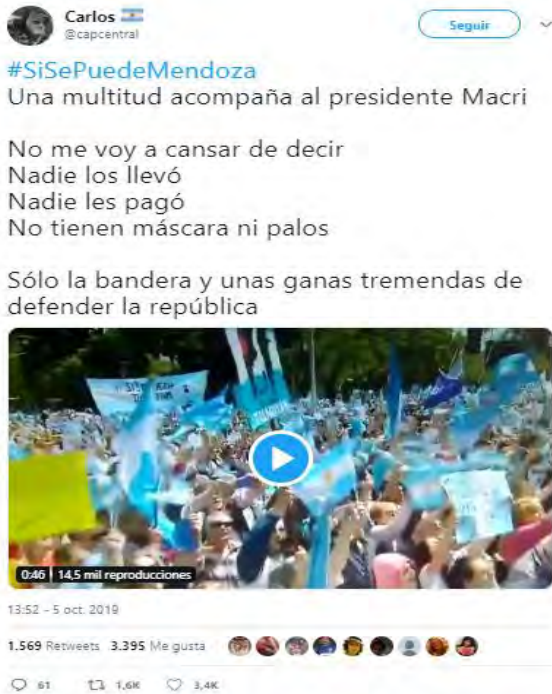 Carlos
@capcentral
Seguir
#SiSePuedeMendoza
Una multitud acompaña al presidente Macri
No me voy a cansar de decir
Nadie los llevó
Nadie les pagó
No tienen máscara ni palos
Sólo la bandera y unas ganas tremendas de
defender la república
0:46 14,5 mil reproducciones
13:52 - 5 oct. 2019
1.569 Retweets 3.395 Me gusta
61 1,6K 3,4K